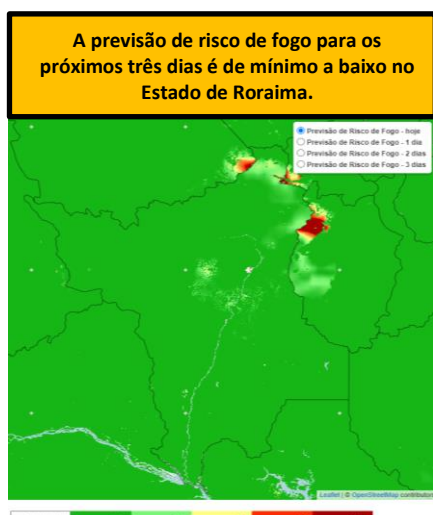 A previsão de risco de fogo para os
próximos três dias é de mínimo a baixo no
Estado de Roraima.
Previsão de Risco de Fogo - hoje
Previsão de Risco de Fogo - 1 dia
Previsão de Risco de Fogo - 2 dias
Previsão de Risco de Fogo - 3 dias
Leaflet | © OpenStreetMap contributors